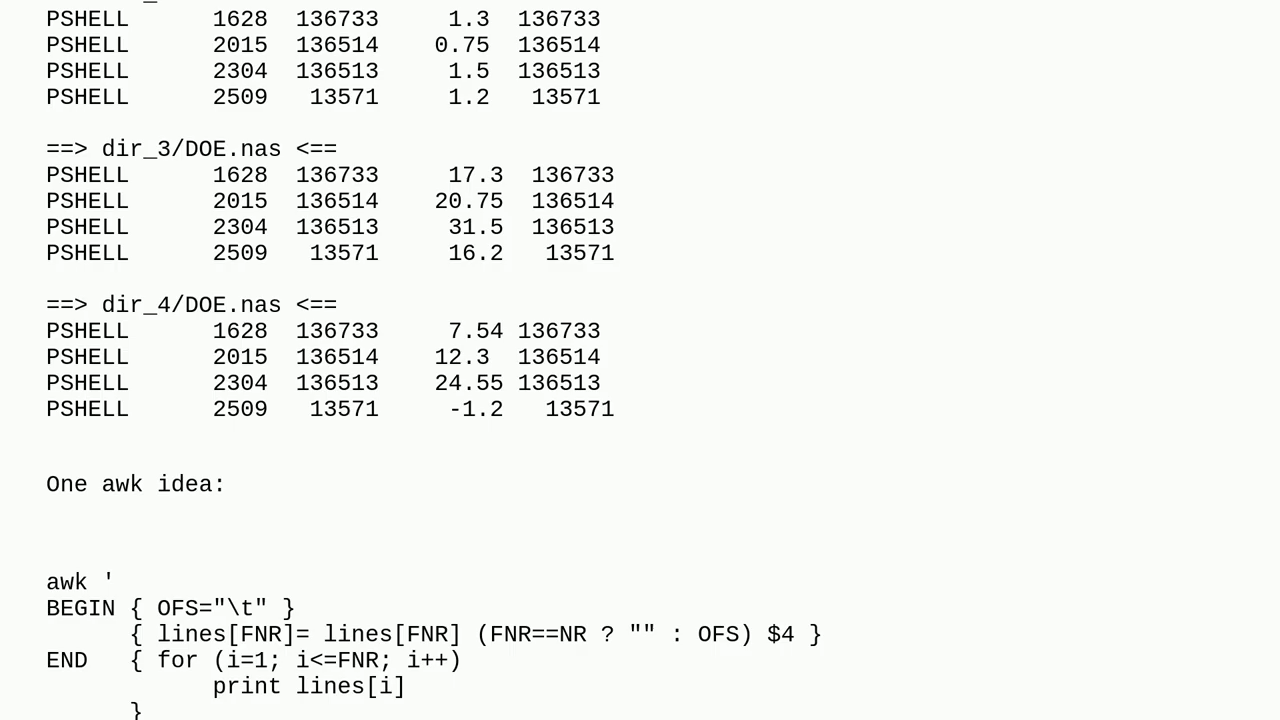 PSHELL      1628  136733     1.3  136733
PSHELL      2015  136514    0.75  136514
PSHELL      2304  136513     1.5  136513
PSHELL      2509   13571     1.2   13571
==> dir_3/DOE.nas <==
PSHELL      1628  136733     17.3  136733
PSHELL      2015  136514    20.75  136514
PSHELL      2304  136513     31.5  136513
PSHELL      2509   13571     16.2   13571
==> dir_4/DOE.nas <==
PSHELL      1628  136733     7.54 136733
PSHELL      2015  136514    12.3  136514
PSHELL      2304  136513    24.55 136513
PSHELL      2509   13571     -1.2   13571
One awk idea:
awk '
BEGIN { OFS="\t" }
      { lines[FNR]= lines[FNR] (FNR==NR ? "" : OFS) $4 }
END   { for (i=1; i<=FNR; i++)
            print lines[i]
      }